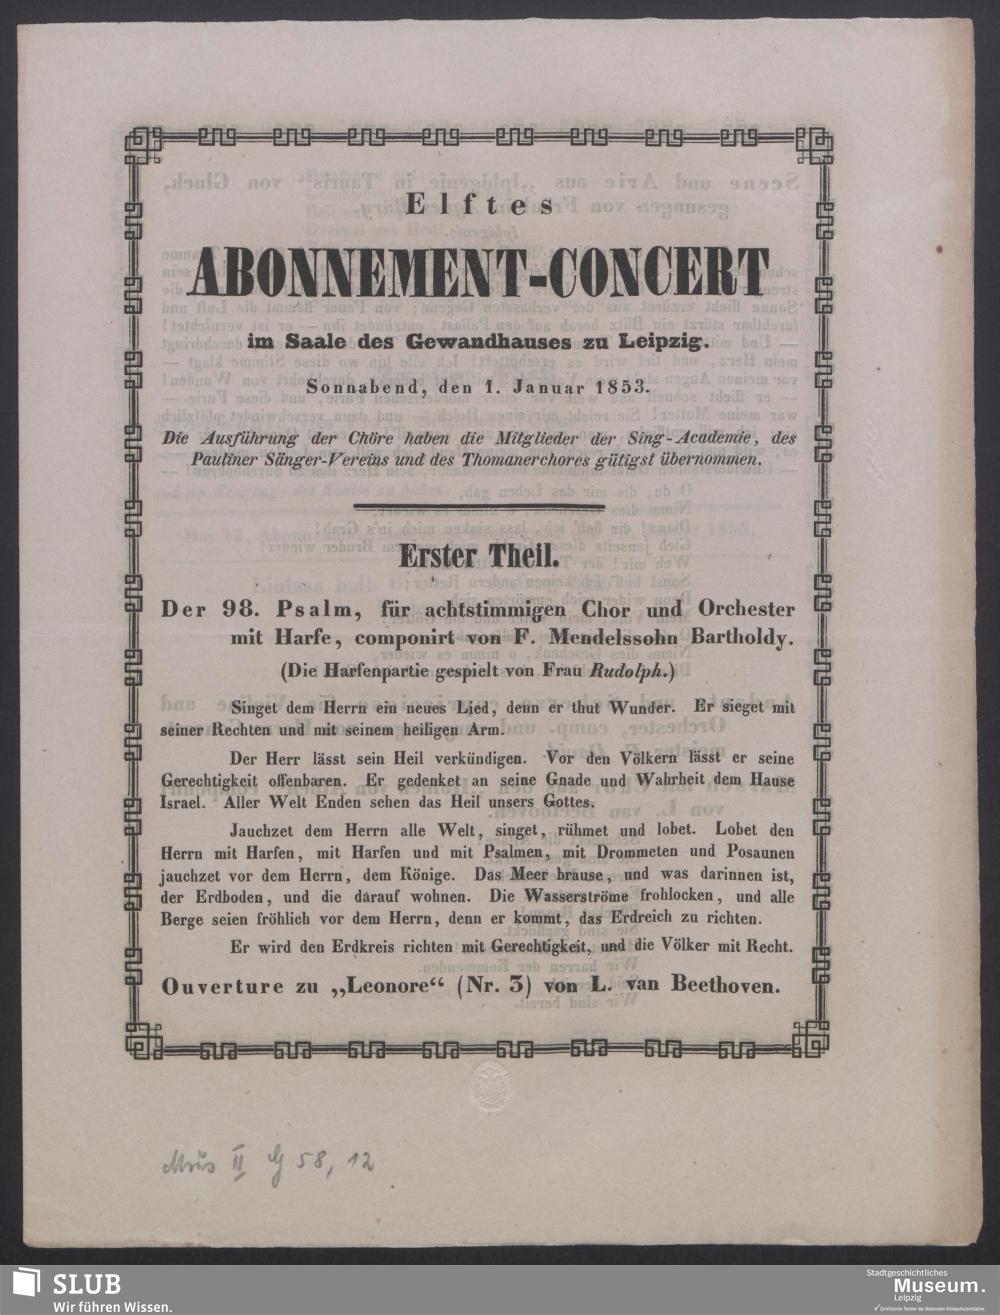 Elftes
ABONNEMENT-CONCERT
im Saale des Gewandhauses zu Leipzig.
Sonnabend, den 1. Januar 1853.
Die Ausführung der Chöre haben die Mitglieder der Sing-Academie, des
Pauliner Sänger-Vereins und des Thomanerchores gütigst übernommen.
Erster Theil.
Der 98. Psalm, für achtstimmigen Chor und Orchester
mit Harfe, componirt von F. Mendelssohn Bartholdy.
(Die Harfenpartie gespielt von Frau Rudolph.)
Singet dem Herrn ein neues Lied, denn er thut Wunder. Er sieget mit
seiner Rechten und mit seinem heiligen Arm.
Der Herr lässt sein Heil verkündigen. Vor den Völkern lässt er seine
Gerechtigkeit offenbaren. Er gedenket an seine Gnade und Wahrheit dem Hause
Israel. Aller Welt Enden sehen das Heil unsers Gottes.
Jauchzet dem Herrn alle Welt, singet, rühmet und lobet. Lobet den
Herrn mit Harfen, mit Harfen und mit Psalmen, mit Drommeten und Posaunen
jauchzet vor dem Herrn, dem Könige. Das Meer brause, und was darinnen ist,
der Erdboden, und die darauf wohnen. Die Wasserströme frohlocken, und alle
Berge seien fröhlich vor dem Herrn, denn er kommt, das Erdreich zu richten.
Er wird den Erdkreis richten mit Gerechtigkeit, und die Völker mit Recht.
Ouverture zu „Leonore“ (Nr. 3) von L. van Beethoven.
Mus II G 58, 12
SLUB
Wir führen Wissen.
Stadtgeschichtliches
Museum.
Leipzig
Zertifizierter Partner der Nationalen Klimaschutzinitiative